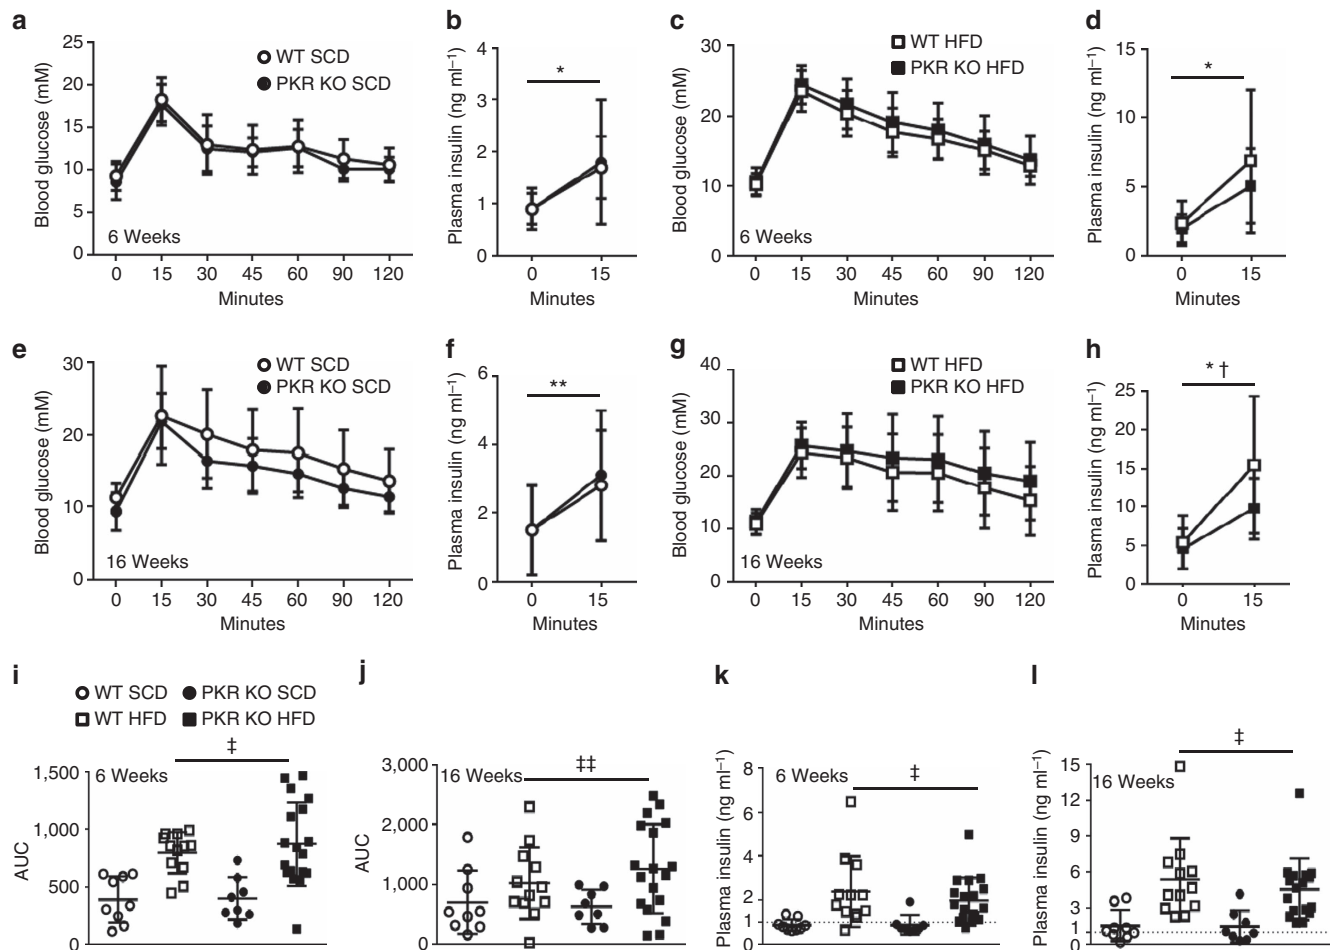 a
25
20
15
10
5
0
Blood glucose (mM)
WT SCD
PKR KO SCD
6 Weeks
0 15 30 45 60 90 120
Minutes
b
4
3
2
1
0
Plasma insulin (ng ml⁻¹)
*
0 15
Minutes
c
30
20
10
0
Blood glucose (mM)
WT HFD
PKR KO HFD
6 Weeks
0 15 30 45 60 90 120
Minutes
d
15
10
5
0
Plasma insulin (ng ml⁻¹)
*
0 15
Minutes
e
30
20
10
0
Blood glucose (mM)
WT SCD
PKR KO SCD
16 Weeks
0 15 30 45 60 90 120
Minutes
f
6
4
2
0
Plasma insulin (ng ml⁻¹)
**
0 15
Minutes
g
40
30
20
10
0
Blood glucose (mM)
WT HFD
PKR KO HFD
16 Weeks
0 15 30 45 60 90 120
Minutes
h
25
20
15
10
5
0
Plasma insulin (ng ml⁻¹)
* †
0 15
Minutes
i
WT SCD PKR KO SCD
WT HFD PKR KO HFD
‡
1,500
1,000
500
0
AUC
6 Weeks
j
3,000
2,000
1,000
0
AUC
16 Weeks
‡‡
k
8
6
4
2
1
0
Plasma insulin (ng ml⁻¹)
6 Weeks
‡
l
15
12
9
6
3
1
0
Plasma insulin (ng ml⁻¹)
16 Weeks
‡